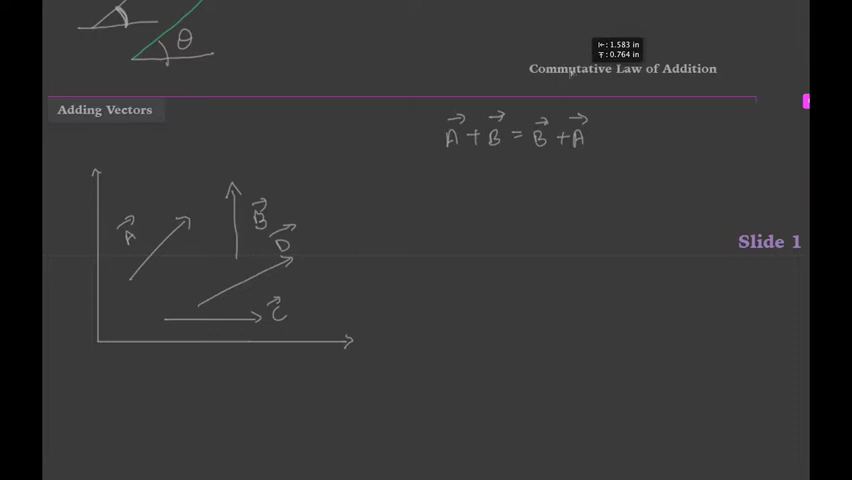 θ
⊢: 1.583 in
⊤: 0.764 in
Commutative Law of Addition
Adding Vectors
A⃗ + B⃗ = B⃗ + A⃗
A⃗
B⃗
D⃗
Slide 1
C⃗